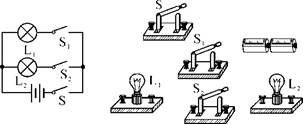 L₁ S₁
L₂ S₂
S
S
S₁
L₁ S₂ L₂